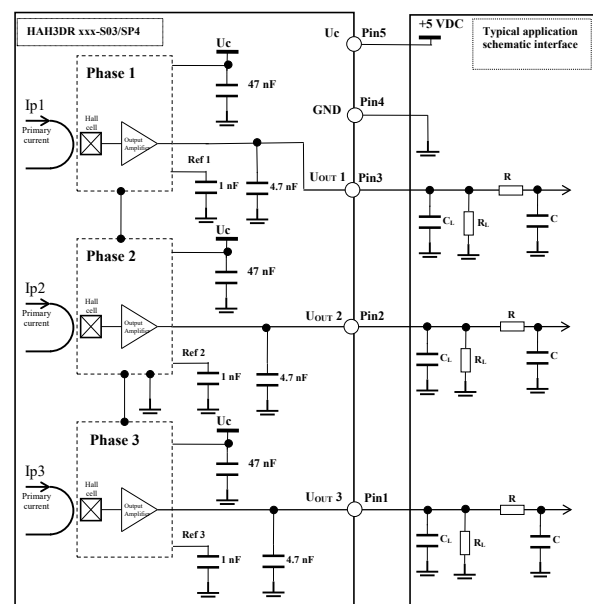 HAH3DR xxx-S03/SP4
Uc
Pin5
+5 VDC
Typical application
schematic interface
Uc
Phase 1
47 nF
GND
Pin4
Ip1
Primary
current
Hall
cell
Output
Amplifier
Ref 1
1 nF
4.7 nF
UOUT 1
Pin3
R
CL
RL
C
Uc
Phase 2
47 nF
Ip2
Primary
current
Hall
cell
Output
Amplifier
Ref 2
1 nF
4.7 nF
UOUT 2
Pin2
R
CL
RL
C
Uc
Phase 3
47 nF
Ip3
Primary
current
Hall
cell
Output
Amplifier
Ref 3
1 nF
4.7 nF
UOUT 3
Pin1
R
CL
RL
C